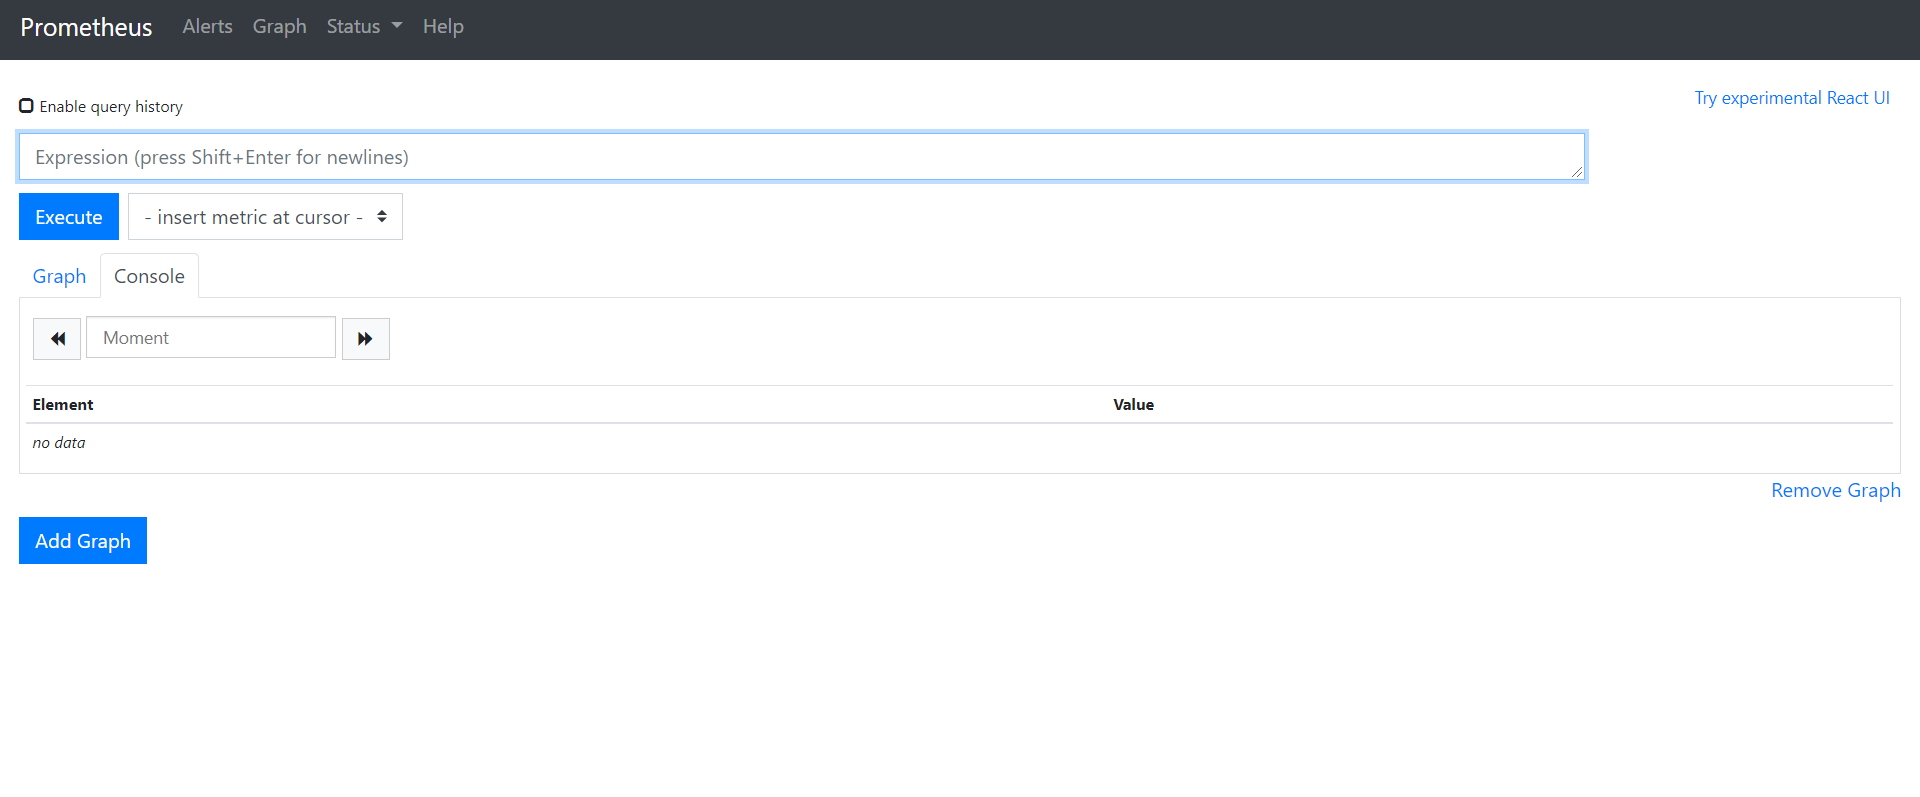 Prometheus Alerts Graph Status Help
Enable query history
Try experimental React UI
Expression (press Shift+Enter for newlines)
Execute - insert metric at cursor -
Graph Console
Moment
Element Value
no data
Remove Graph
Add Graph